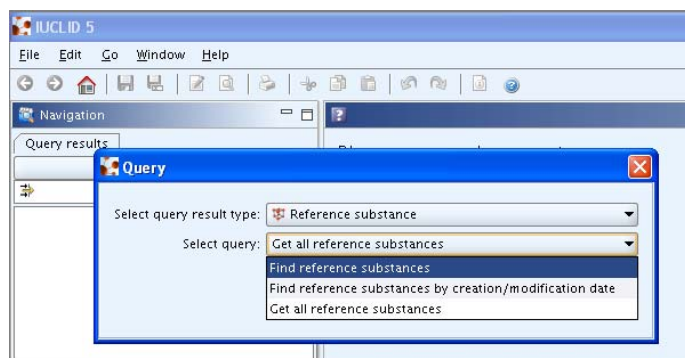 IUCLID 5
File Edit Go Window Help
Navigation
Query results
Query
Select query result type: Reference substance
Select query: Get all reference substances
Find reference substances
Find reference substances by creation/modification date
Get all reference substances